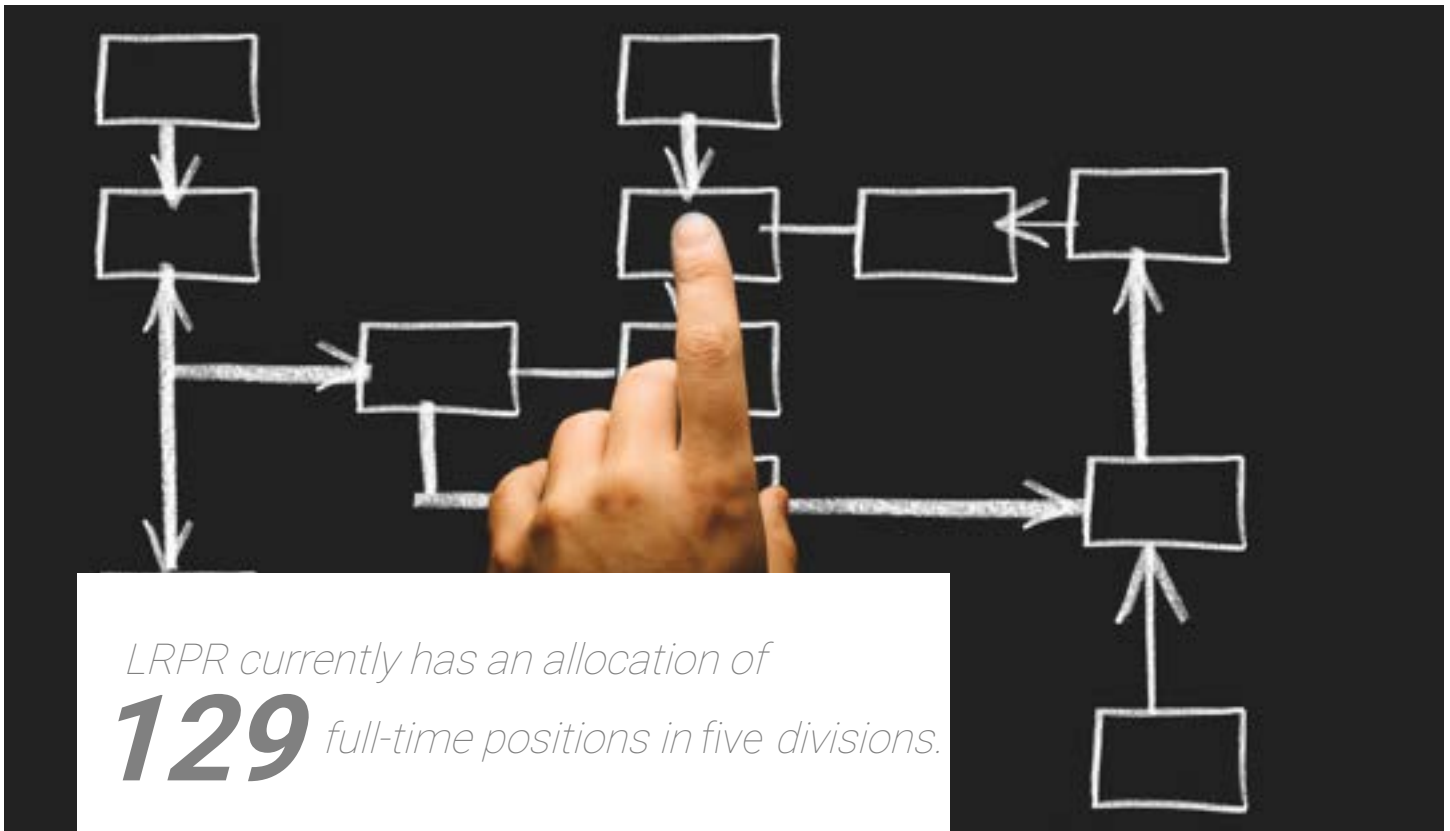 LRPR currently has an allocation of
129 full-time positions in five divisions.